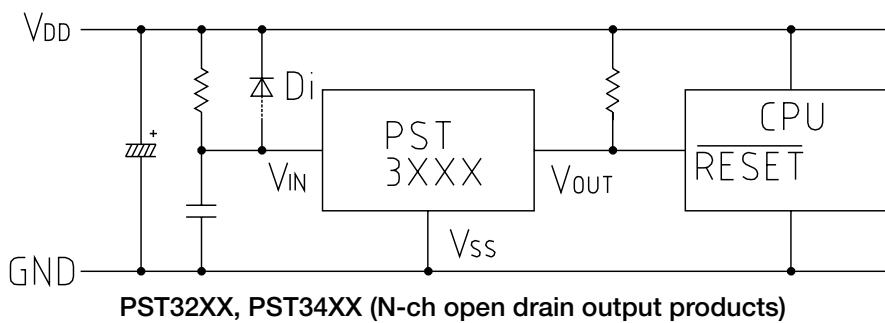 VDD
Di
PST
3XXX
CPU
RESET
VIN
VOUT
VSS
GND
+
PST32XX, PST34XX (N-ch open drain output products)